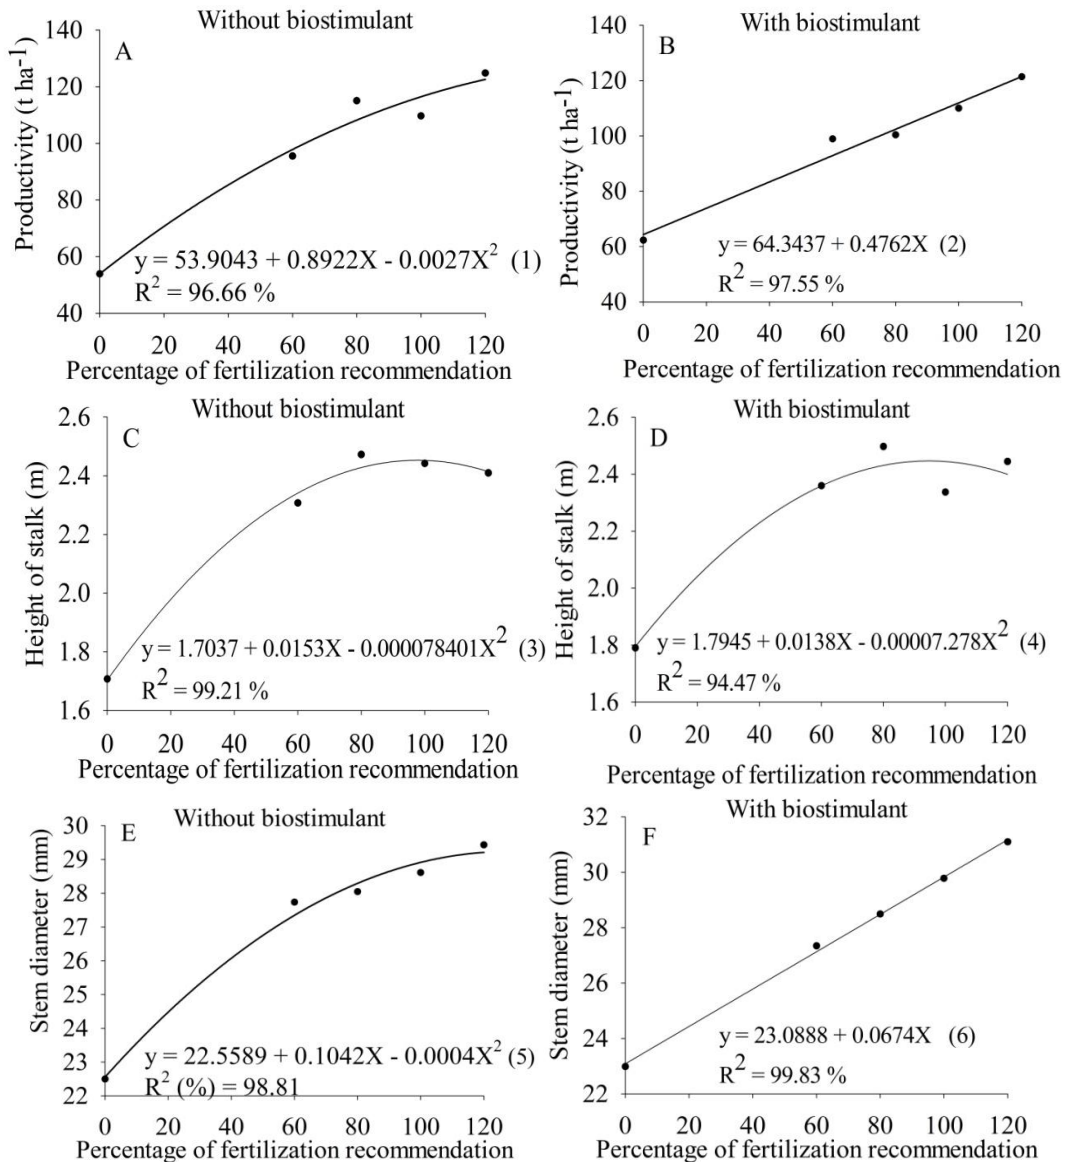 Without biostimulant
A
Productivity (t ha⁻¹)
140
120
100
80
60
40
y = 53.9043 + 0.8922X - 0.0027X² (1)
R² = 96.66 %
0 20 40 60 80 100 120
Percentage of fertilization recommendation
With biostimulant
B
Productivity (t ha⁻¹)
140
120
100
80
60
40
y = 64.3437 + 0.4762X (2)
R² = 97.55 %
0 20 40 60 80 100 120
Percentage of fertilization recommendation
Without biostimulant
C
Height of stalk (m)
2.6
2.4
2.2
2.0
1.8
1.6
y = 1.7037 + 0.0153X - 0.000078401X² (3)
R² = 99.21 %
0 20 40 60 80 100 120
Percentage of fertilization recommendation
With biostimulant
D
Height of stalk (m)
2.6
2.4
2.2
2.0
1.8
1.6
y = 1.7945 + 0.0138X - 0.00007.278X² (4)
R² = 94.47 %
0 20 40 60 80 100 120
Percentage of fertilization recommendation
Without biostimulant
E
Stem diameter (mm)
30
29
28
27
26
25
24
23
22
y = 22.5589 + 0.1042X - 0.0004X² (5)
R² (%) = 98.81
0 20 40 60 80 100 120
Percentage of fertilization recommendation
With biostimulant
F
Stem diameter (mm)
32
30
28
26
24
22
y = 23.0888 + 0.0674X (6)
R² = 99.83 %
0 20 40 60 80 100 120
Percentage of fertilization recommendation